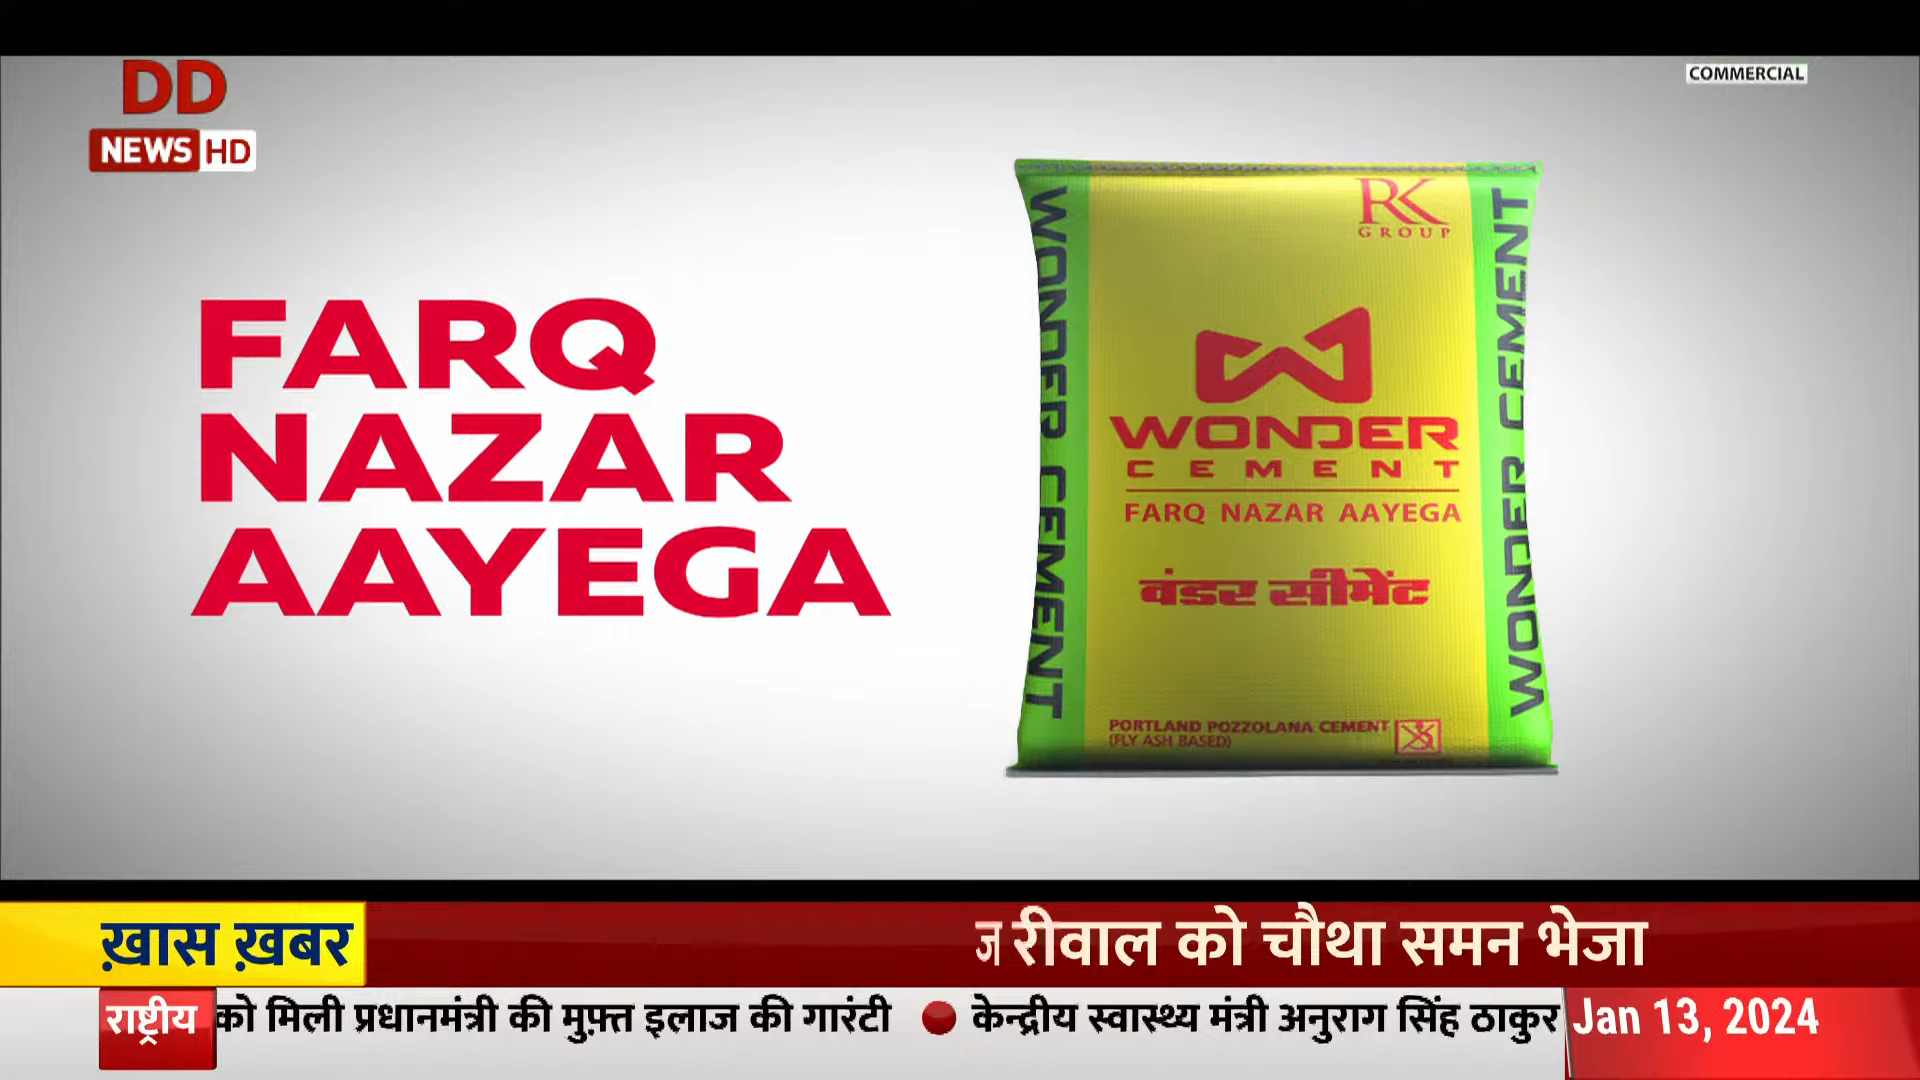 DD
NEWS HD
COMMERCIAL
FARQ
NAZAR
AAYEGA
RK
GROUP
WONDER CEMENT
WONDER CEMENT
WONDER
CEMENT
FARQ NAZAR AAYEGA
वंडर सीमेंट
PORTLAND POZZOLANA CEMENT
(FLY ASH BASED)
ख़ास ख़बर
रीवाल को चौथा समन भेजा
राष्ट्रीय
को मिली प्रधानमंत्री की मुफ़्त इलाज की गारंटी
केन्द्रीय स्वास्थ्य मंत्री अनुराग सिंह ठाकुर
Jan 13, 2024